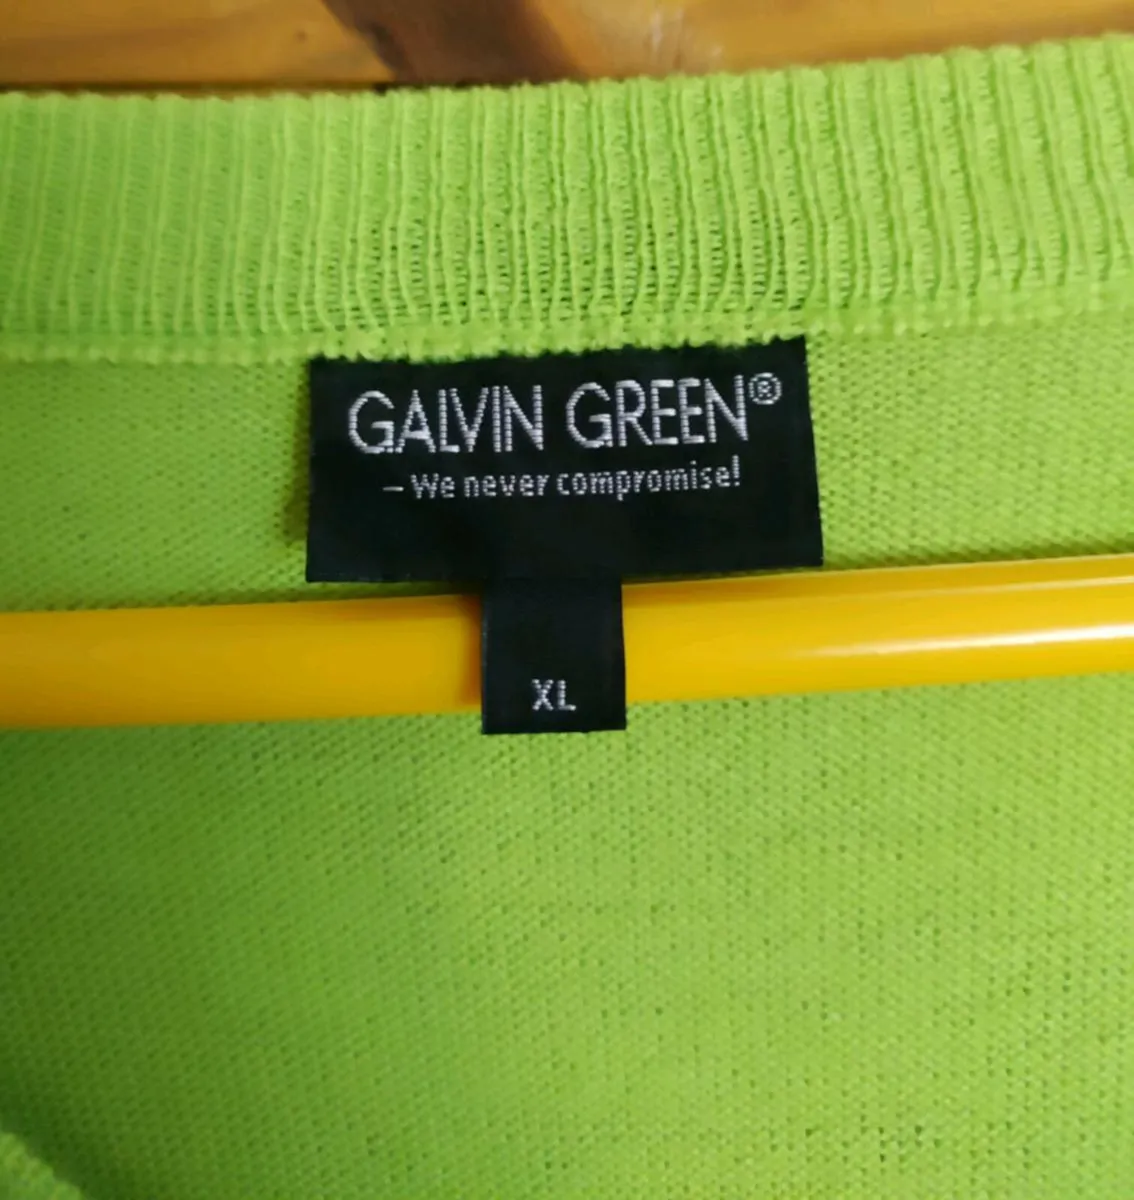 GALVIN GREEN®
– We never compromise!
XL